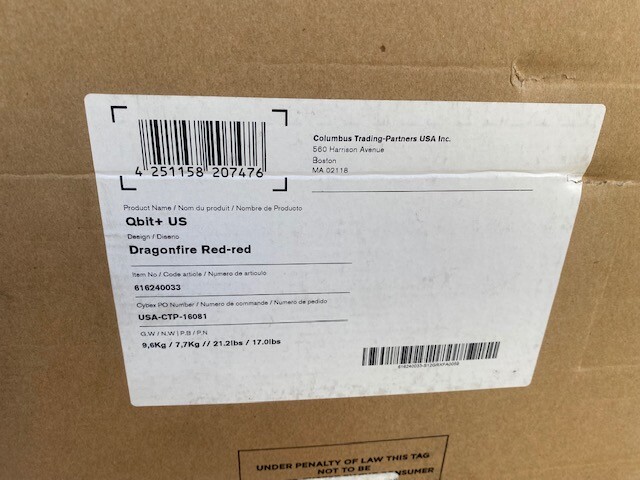 4 251158 207476
Columbus Trading-Partners USA Inc.
560 Harrison Avenue
Boston
MA 02118
Product Name / Nom du produit / Nombre de Producto
Qbit+ US
Design / Diseno
Dragonfire Red-red
Item No / Code article / Numero de articulo
616240033
Cybex PO Number / Numero de commande / Numero de pedido
USA-CTP-16081
G.W / N.W | P.B / P.N
9,6Kg / 7,7Kg // 21.2lbs / 17.0lbs
UNDER PENALTY OF LAW THIS TAG
NOT TO BE